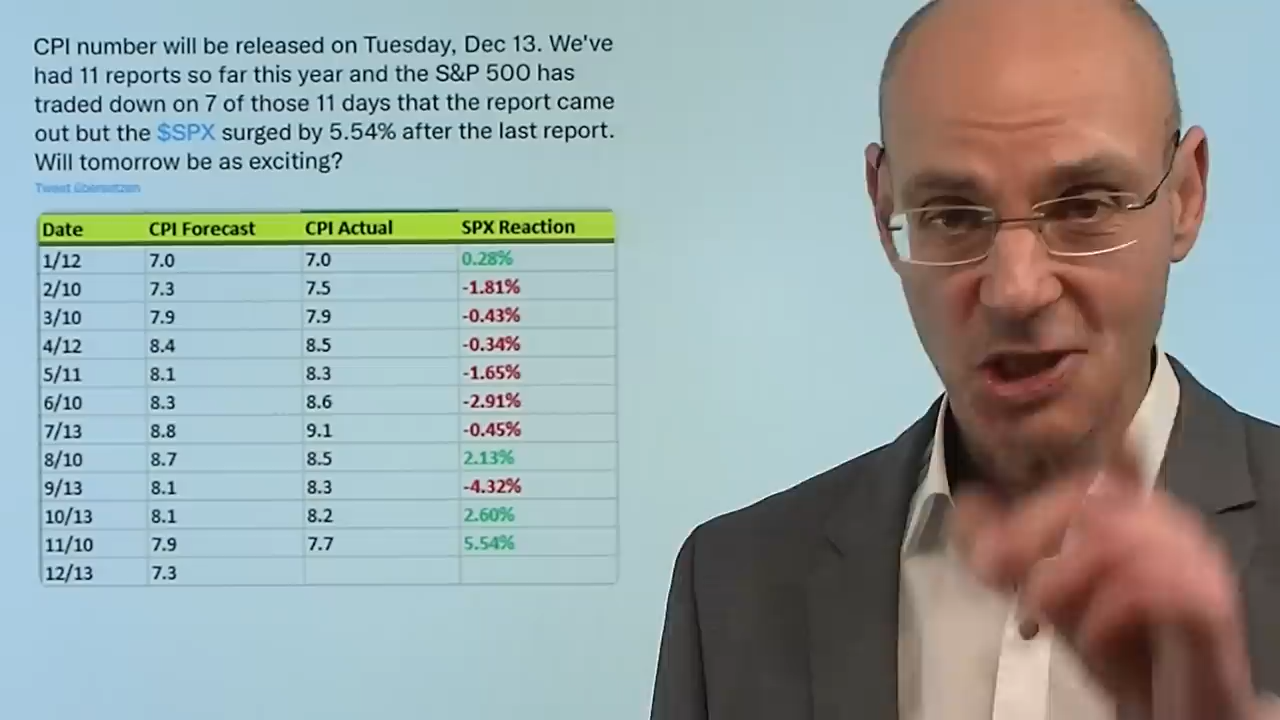 CPI number will be released on Tuesday, Dec 13. We've
had 11 reports so far this year and the S&P 500 has
traded down on 7 of those 11 days that the report came
out but the $SPX surged by 5.54% after the last report.
Will tomorrow be as exciting?
Tweet übersetzen
Date CPI Forecast CPI Actual SPX Reaction
1/12 7.0 7.0 0.28%
2/10 7.3 7.5 -1.81%
3/10 7.9 7.9 -0.43%
4/12 8.4 8.5 -0.34%
5/11 8.1 8.3 -1.65%
6/10 8.3 8.6 -2.91%
7/13 8.8 9.1 -0.45%
8/10 8.7 8.5 2.13%
9/13 8.1 8.3 -4.32%
10/13 8.1 8.2 2.60%
11/10 7.9 7.7 5.54%
12/13 7.3